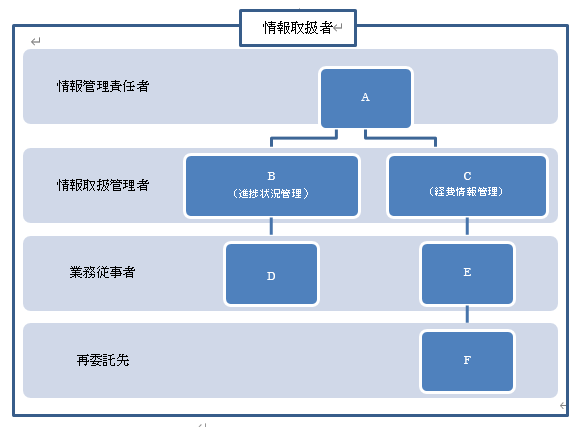 情報取扱者
情報管理責任者
A
情報取扱管理者
B
（進捗状況管理）
C
（経費情報管理）
業務従事者
D
E
再委託先
F